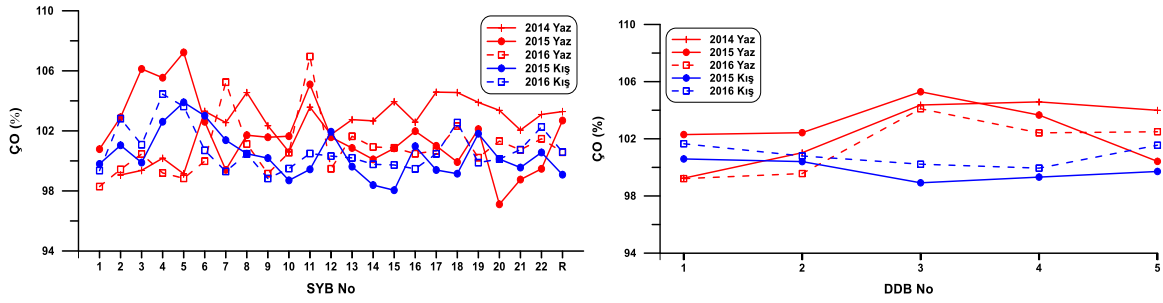 ÇO (%)
110
106
102
98
94
2014 Yaz
2015 Yaz
2016 Yaz
2015 Kış
2016 Kış
1 2 3 4 5 6 7 8 9 10 11 12 13 14 15 16 17 18 19 20 21 22 R
SYB No
ÇO (%)
110
106
102
98
94
2014 Yaz
2015 Yaz
2016 Yaz
2015 Kış
2016 Kış
1 2 3 4 5
DDB No